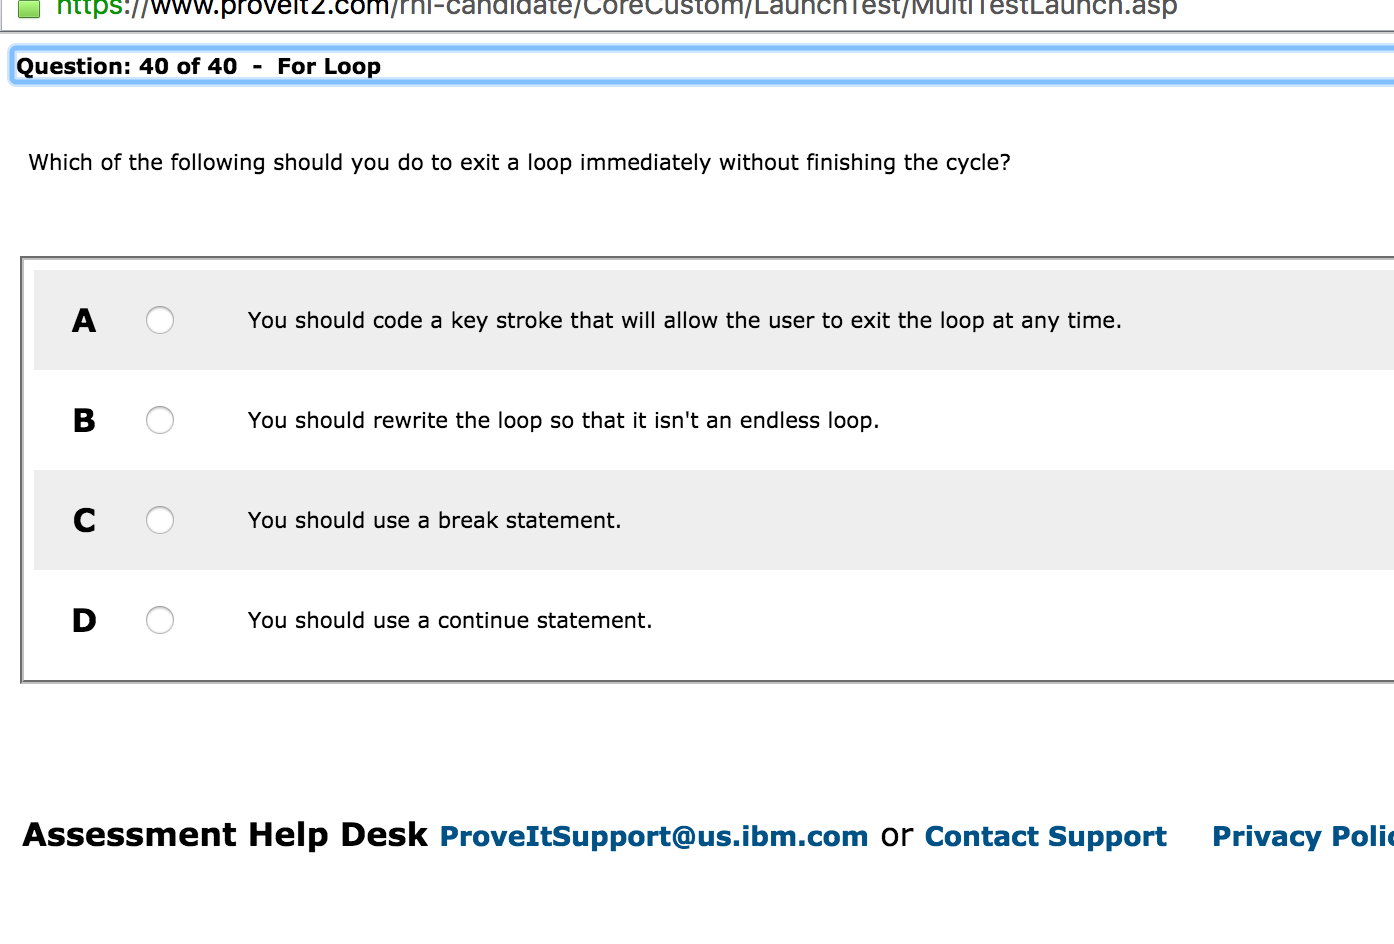 https://www.proveit2.com/rhi-candidate/CoreCustom/LaunchTest/MultiTestLaunch.asp
Question: 40 of 40 - For Loop
Which of the following should you do to exit a loop immediately without finishing the cycle?
A You should code a key stroke that will allow the user to exit the loop at any time.
B You should rewrite the loop so that it isn't an endless loop.
C You should use a break statement.
D You should use a continue statement.
Assessment Help Desk ProveItSupport@us.ibm.com or Contact Support Privacy